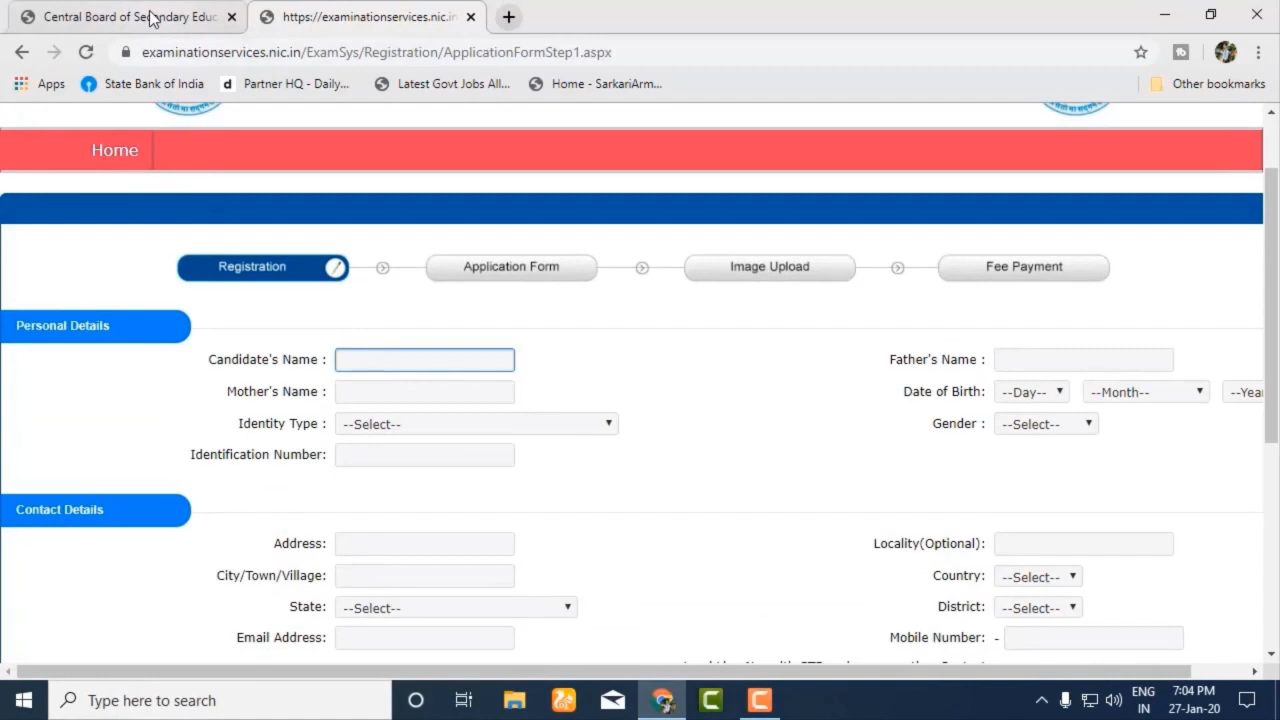 Central Board of Secondary Educ
https://examinationservices.nic.in
examinationservices.nic.in/ExamSys/Registration/ApplicationFormStep1.aspx
Apps State Bank of India Partner HQ - Daily... Latest Govt Jobs All... Home - SarkariArm... Other bookmarks
Home
Registration Application Form Image Upload Fee Payment
Personal Details
Candidate's Name : Father's Name :
Mother's Name : Date of Birth: --Day-- --Month-- --Yea
Identity Type : --Select-- Gender : --Select--
Identification Number:
Contact Details
Address: Locality(Optional):
City/Town/Village: Country: --Select--
State: --Select-- District: --Select--
Email Address: Mobile Number: -
Type here to search
ENG 7:04 PM
IN 27-Jan-20